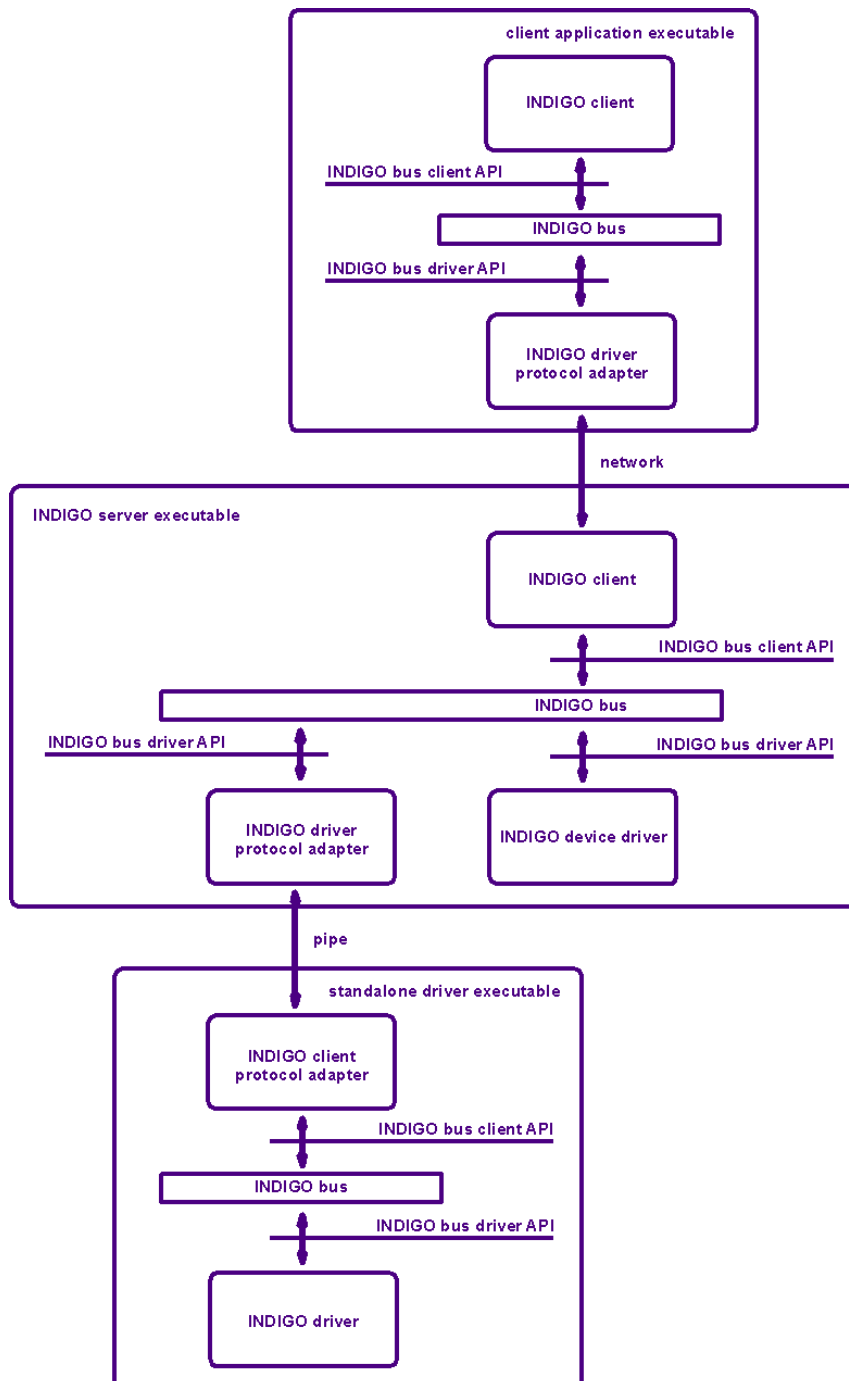 client application executable
INDIGO client
INDIGO bus client API
INDIGO bus
INDIGO bus driver API
INDIGO driver
protocol adapter
network
INDIGO server executable
INDIGO client
INDIGO bus client API
INDIGO bus
INDIGO bus driver API
INDIGO bus driver API
INDIGO driver
protocol adapter
INDIGO device driver
pipe
standalone driver executable
INDIGO client
protocol adapter
INDIGO bus client API
INDIGO bus
INDIGO bus driver API
INDIGO driver